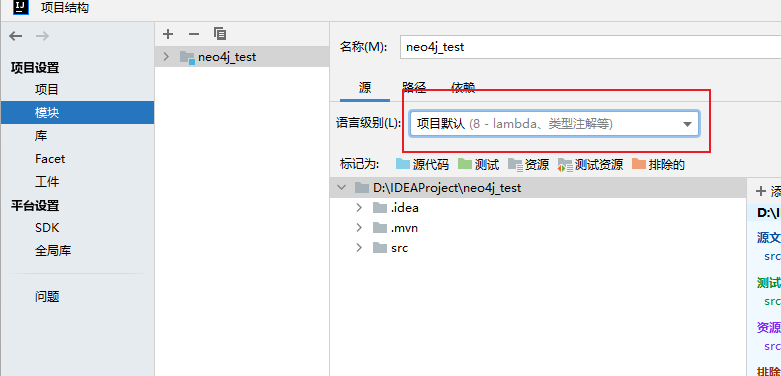 项目结构
项目设置
项目
模块
库
Facet
工件
平台设置
SDK
全局库
问题
neo4j_test
名称(M):
neo4j_test
源 路径 依赖
语言级别(L):
项目默认 (8 - lambda、类型注解等)
标记为: 源代码 测试 资源 测试资源 排除的
D:\IDEAProject\neo4j_test
.idea
.mvn
src
D:\I
源文
src
测试
src
资源
src
排除